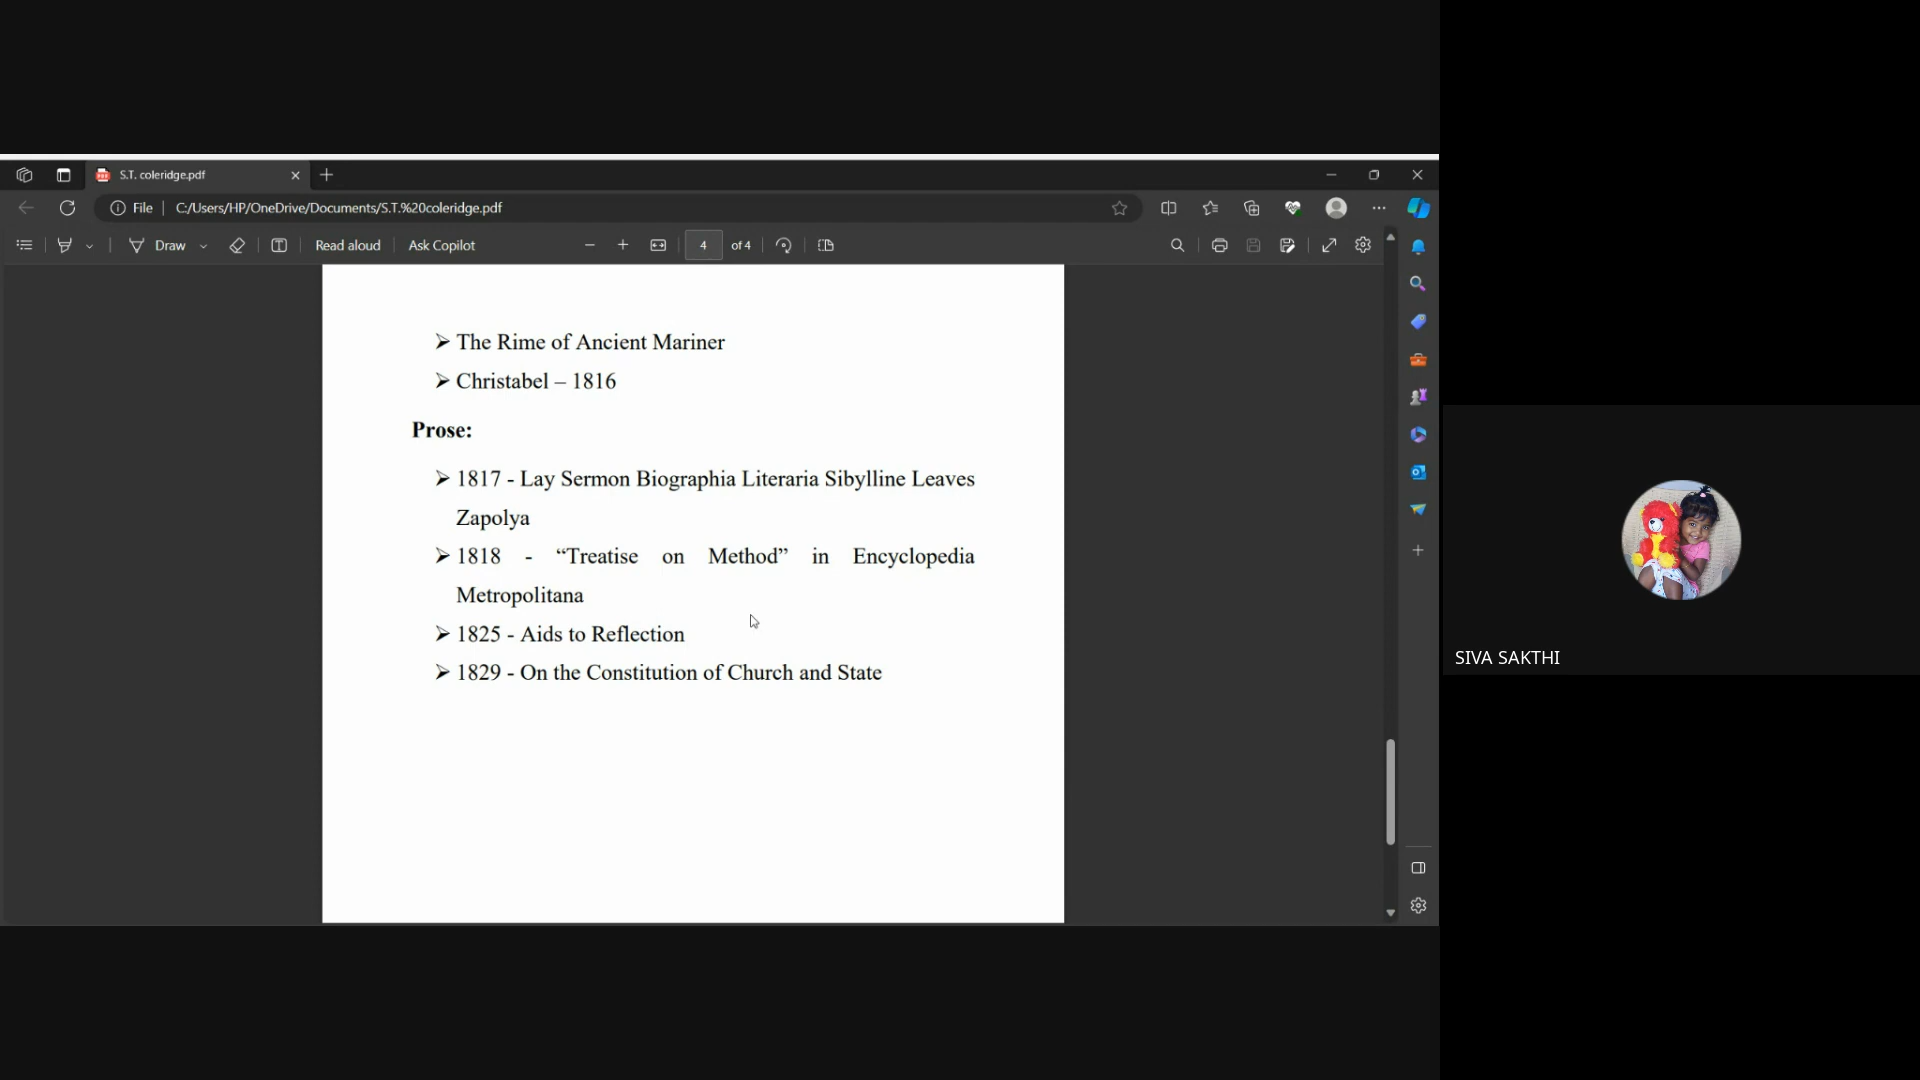 S.T. coleridge.pdf
File
C:/Users/HP/OneDrive/Documents/S.T.%20coleridge.pdf
Draw
Read aloud
Ask Copilot
4
of 4
➢ The Rime of Ancient Mariner
➢ Christabel – 1816
Prose:
➢ 1817 - Lay Sermon Biographia Literaria Sibylline Leaves
Zapolya
➢ 1818 - “Treatise on Method” in Encyclopedia
Metropolitana
➢ 1825 - Aids to Reflection
➢ 1829 - On the Constitution of Church and State
SIVA SAKTHI